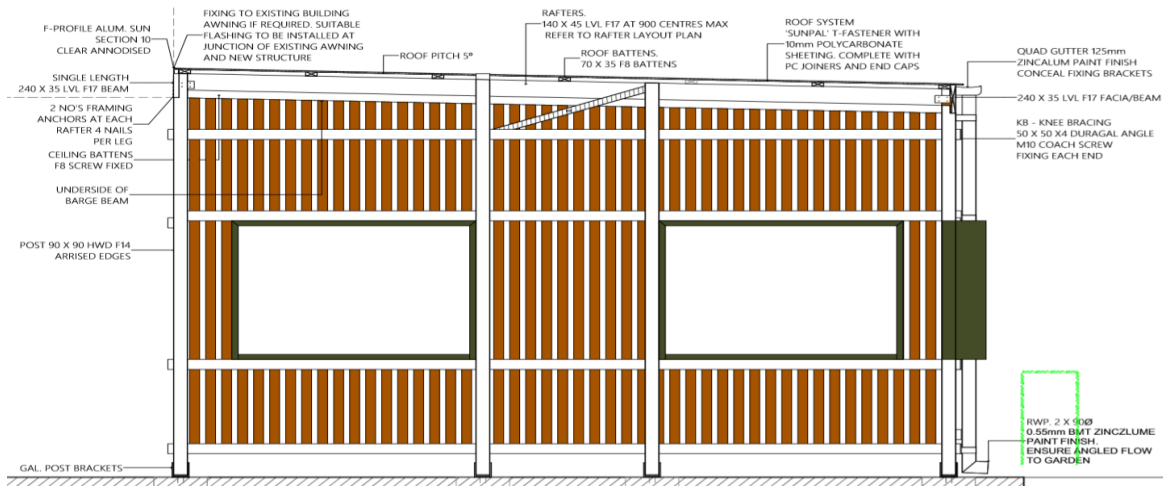 F-PROFILE ALUM. SUN
SECTION 10
CLEAR ANNODISED
FIXING TO EXISTING BUILDING
AWNING IF REQUIRED. SUITABLE
FLASHING TO BE INSTALLED AT
JUNCTION OF EXISTING AWNING
AND NEW STRUCTURE
ROOF PITCH 5°
RAFTERS.
140 X 45 LVL F17 AT 900 CENTRES MAX
REFER TO RAFTER LAYOUT PLAN
ROOF BATTENS.
70 X 35 F8 BATTENS
ROOF SYSTEM
'SUNPAL' T-FASTENER WITH
10mm POLYCARBONATE
SHEETING. COMPLETE WITH
PC JOINERS AND END CAPS
QUAD GUTTER 125mm
ZINCALUM PAINT FINISH
CONCEAL FIXING BRACKETS
SINGLE LENGTH
240 X 35 LVL F17 BEAM
240 X 35 LVL F17 FACIA/BEAM
2 NO'S FRAMING
ANCHORS AT EACH
RAFTER 4 NAILS
PER LEG
KB - KNEE BRACING
50 X 50 X4 DURAGAL ANGLE
M10 COACH SCREW
FIXING EACH END
CEILING BATTENS
F8 SCREW FIXED
UNDERSIDE OF
BARGE BEAM
POST 90 X 90 HWD F14
ARRISED EDGES
RWP. 2 X 90Ø
0.55mm BMT ZINCZLUME
PAINT FINISH.
ENSURE ANGLED FLOW
TO GARDEN
GAL. POST BRACKETS